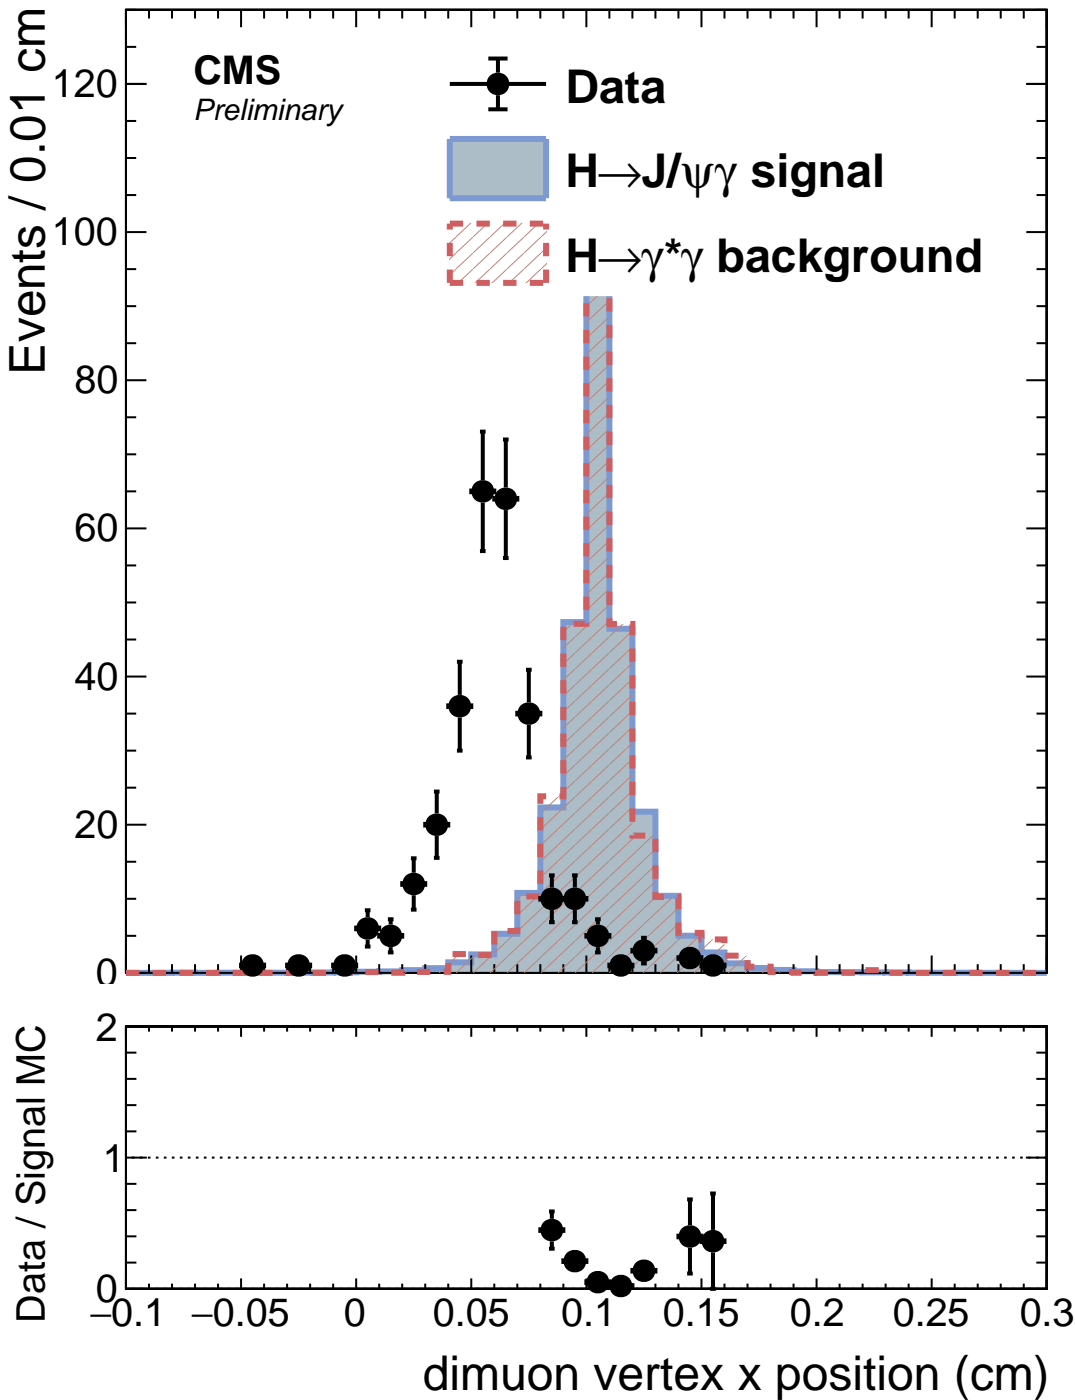 CMS
Preliminary
Data
H→J/ψγ signal
H→γ*γ background
Events / 0.01 cm
120
100
80
60
40
20
0
Data / Signal MC
2
1
0
−0.1 −0.05 0 0.05 0.1 0.15 0.2 0.25 0.3
dimuon vertex x position (cm)